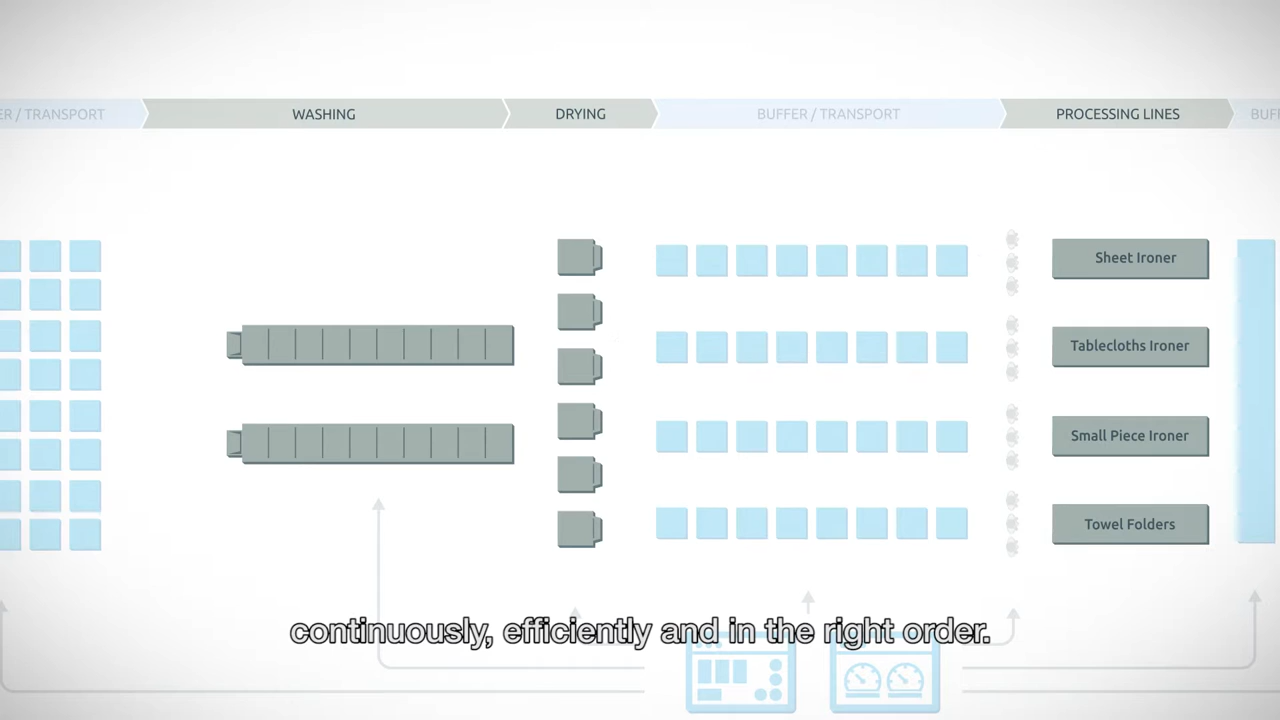 ER / TRANSPORT
WASHING
DRYING
BUFFER / TRANSPORT
PROCESSING LINES
BUFF
Sheet Ironer
Tablecloths Ironer
Small Piece Ironer
Towel Folders
continuously, efficiently and in the right order.